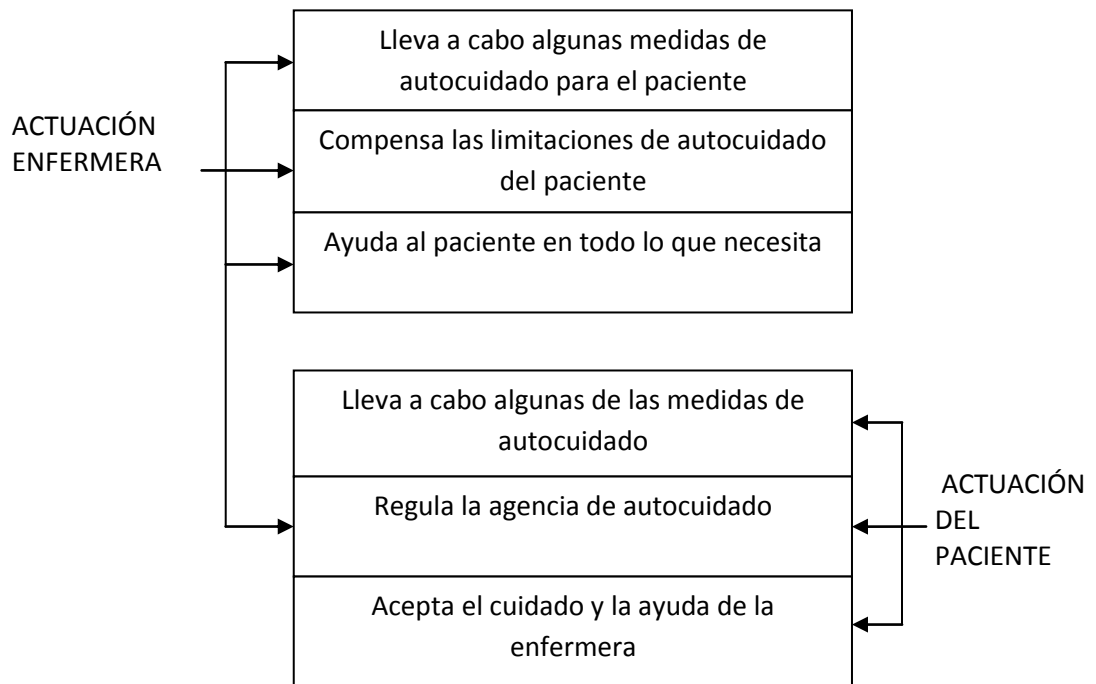 Lleva a cabo algunas medidas de
autocuidado para el paciente
ACTUACIÓN
ENFERMERA
Compensa las limitaciones de autocuidado
del paciente
Ayuda al paciente en todo lo que necesita
Lleva a cabo algunas de las medidas de
autocuidado
Regula la agencia de autocuidado
ACTUACIÓN
DEL
PACIENTE
Acepta el cuidado y la ayuda de la
enfermera